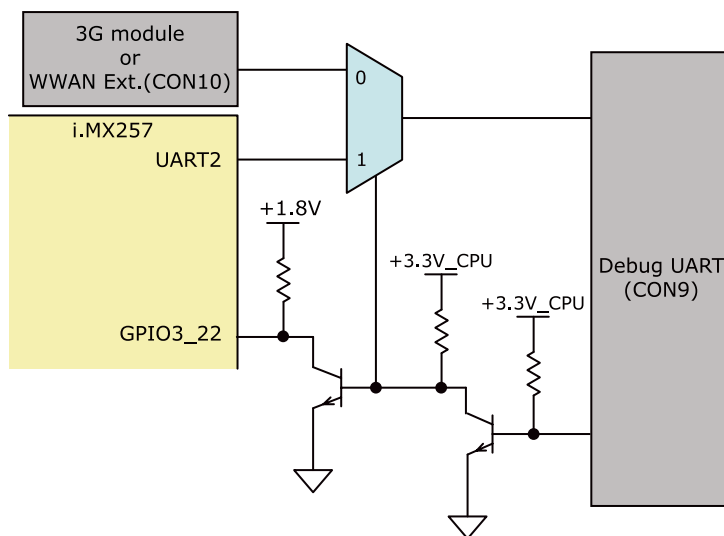 3G module
or
WWAN Ext.(CON10)
0
i.MX257
UART2
1
+1.8V
+3.3V_CPU
+3.3V_CPU
Debug UART
(CON9)
GPIO3_22